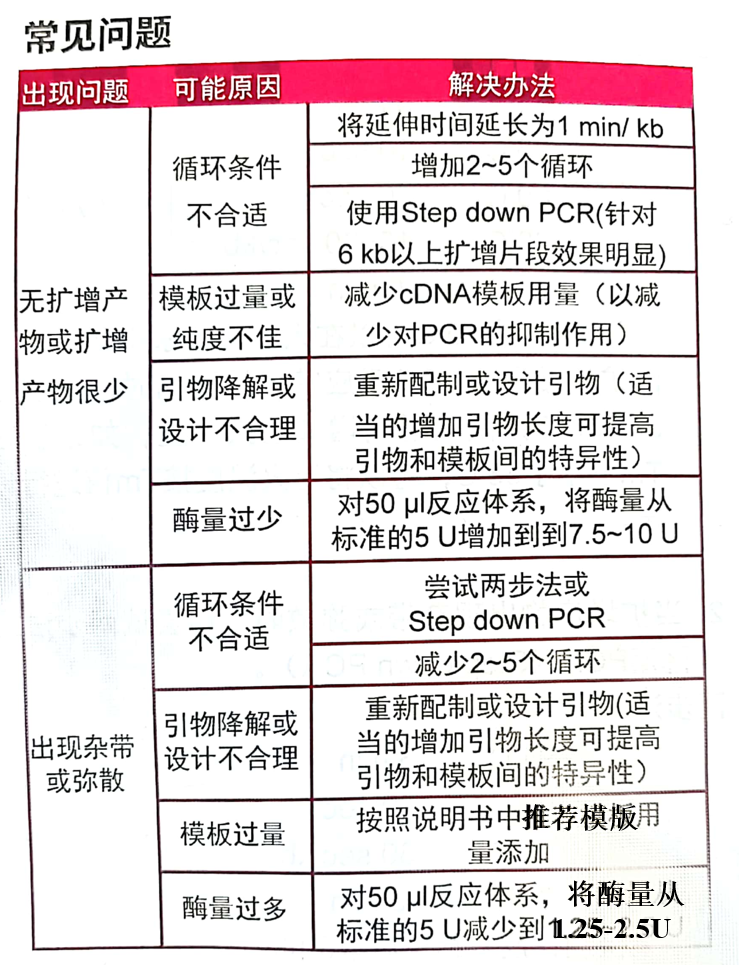 常见问题
出现问题 可能原因 解决办法
无扩增产
物或扩增
产物很少
循环条件
不合适
将延伸时间延长为1 min/ kb
增加2~5个循环
使用Step down PCR(针对
6 kb以上扩增片段效果明显)
模板过量或
纯度不佳
减少cDNA模板用量（以减
少对PCR的抑制作用）
引物降解或
设计不合理
重新配制或设计引物（适
当的增加引物长度可提高
引物和模板间的特异性）
酶量过少
对50 µl反应体系，将酶量从
标准的5 U增加到到7.5~10 U
出现杂带
或弥散
循环条件
不合适
尝试两步法或
Step down PCR
减少2~5个循环
引物降解或
设计不合理
重新配制或设计引物(适
当的增加引物长度可提高
引物和模板间的特异性）
模板过量
按照说明书中推荐模版用
量添加
酶量过多
对50 µl反应体系，将酶量从
标准的5 U减少到1.25-2.5U